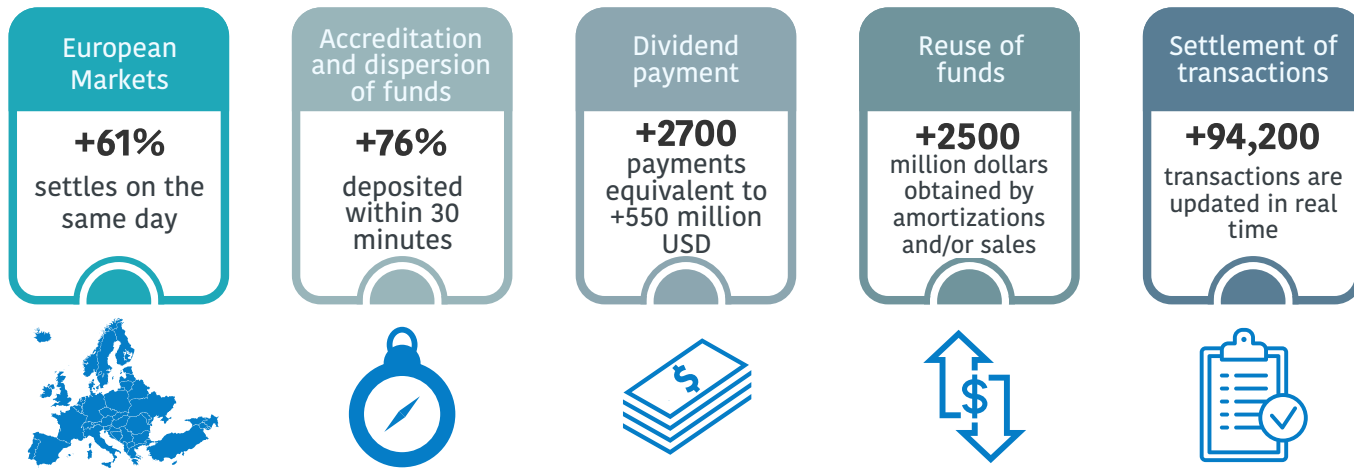 European
Markets
+61%
settles on the
same day
Accreditation
and dispersion
of funds
+76%
deposited
within 30
minutes
Dividend
payment
+2700
payments
equivalent to
+550 million
USD
Reuse of
funds
+2500
million dollars
obtained by
amortizations
and/or sales
Settlement of
transactions
+94,200
transactions are
updated in real
time
$
$